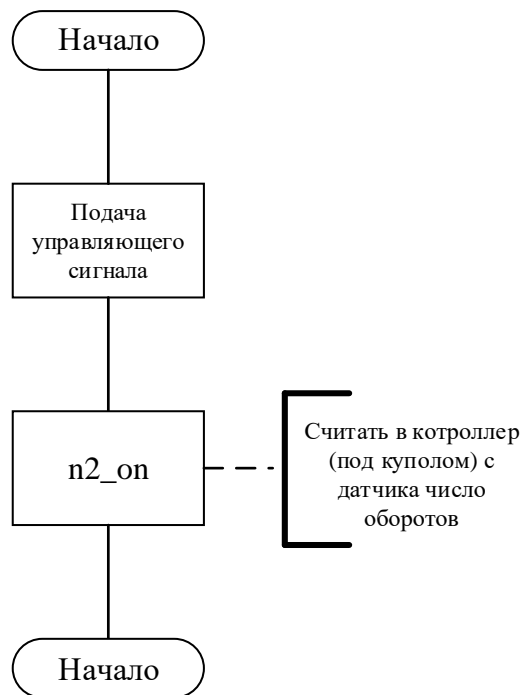 Начало
Подача
управляющего
сигнала
n2_on
Считать в котроллер
(под куполом) с
датчика число
оборотов
Начало